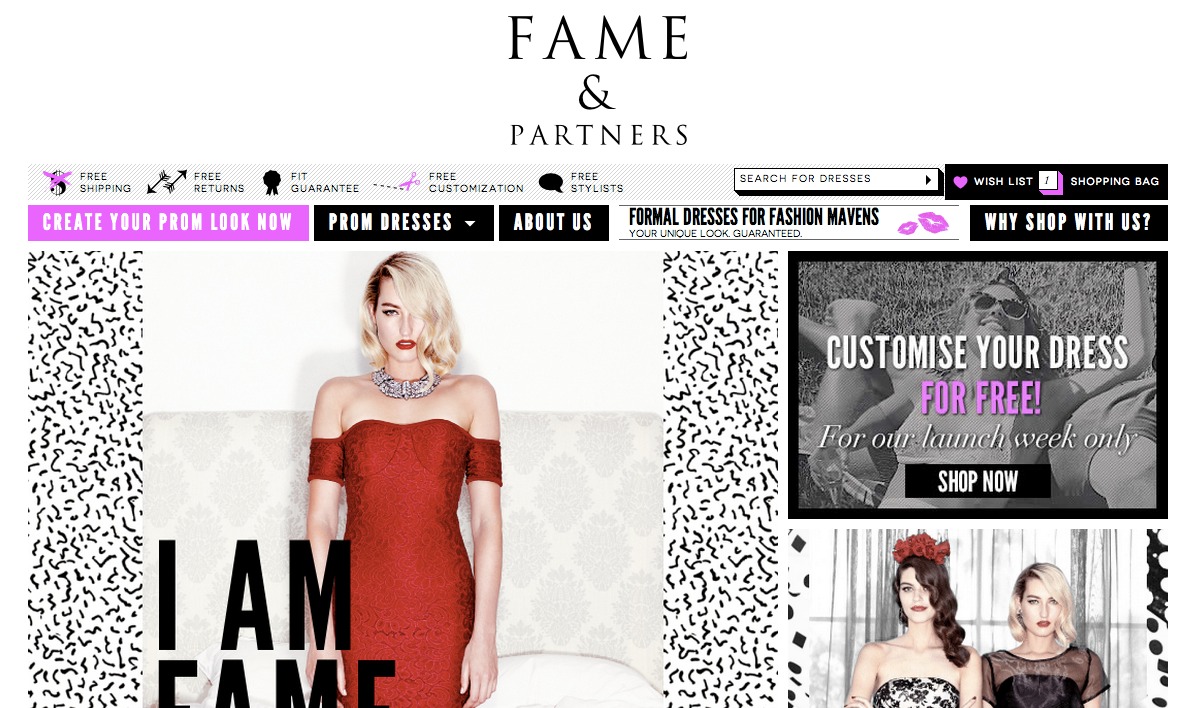 FAME
&
PARTNERS
FREE
SHIPPING
FREE
RETURNS
FIT
GUARANTEE
FREE
CUSTOMIZATION
FREE
STYLISTS
SEARCH FOR DRESSES
WISH LIST
1
SHOPPING BAG
CREATE YOUR PROM LOOK NOW
PROM DRESSES
ABOUT US
FORMAL DRESSES FOR FASHION MAVENS
YOUR UNIQUE LOOK. GUARANTEED.
WHY SHOP WITH US?
I AM
FAME
CUSTOMISE YOUR DRESS
FOR FREE!
For our launch week only
SHOP NOW